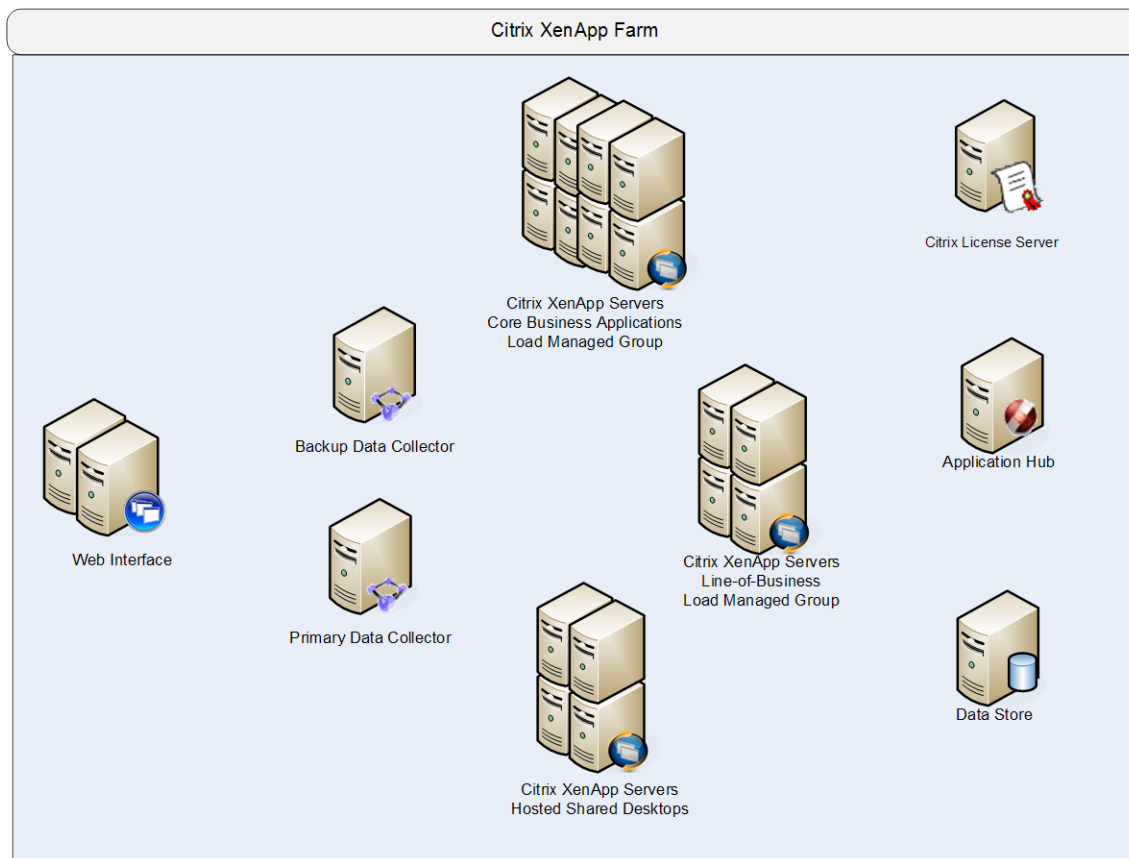 Citrix XenApp Farm
Citrix XenApp Servers
Core Business Applications
Load Managed Group
Citrix License Server
Backup Data Collector
Application Hub
Web Interface
Citrix XenApp Servers
Line-of-Business
Load Managed Group
Primary Data Collector
Data Store
Citrix XenApp Servers
Hosted Shared Desktops